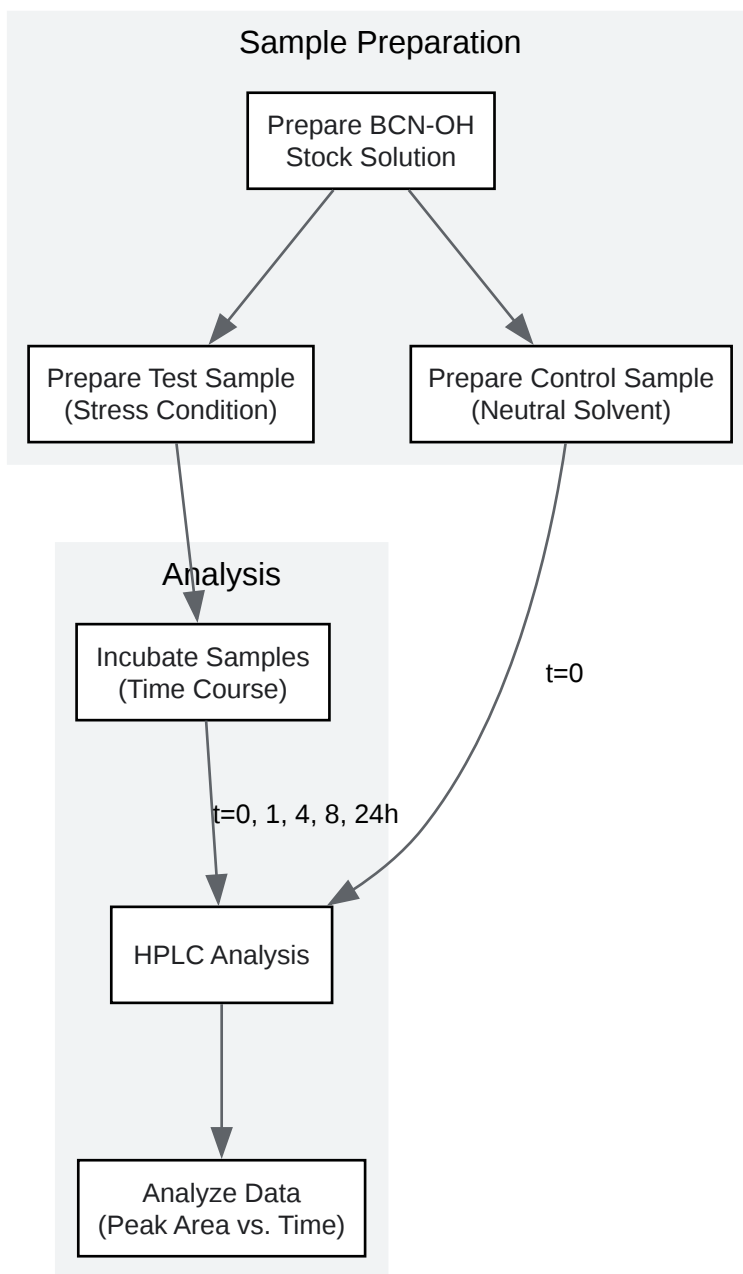 Sample Preparation
Prepare BCN-OH
Stock Solution
Prepare Test Sample
(Stress Condition)
Prepare Control Sample
(Neutral Solvent)
Analysis
Incubate Samples
(Time Course)
t=0
t=0, 1, 4, 8, 24h
HPLC Analysis
Analyze Data
(Peak Area vs. Time)